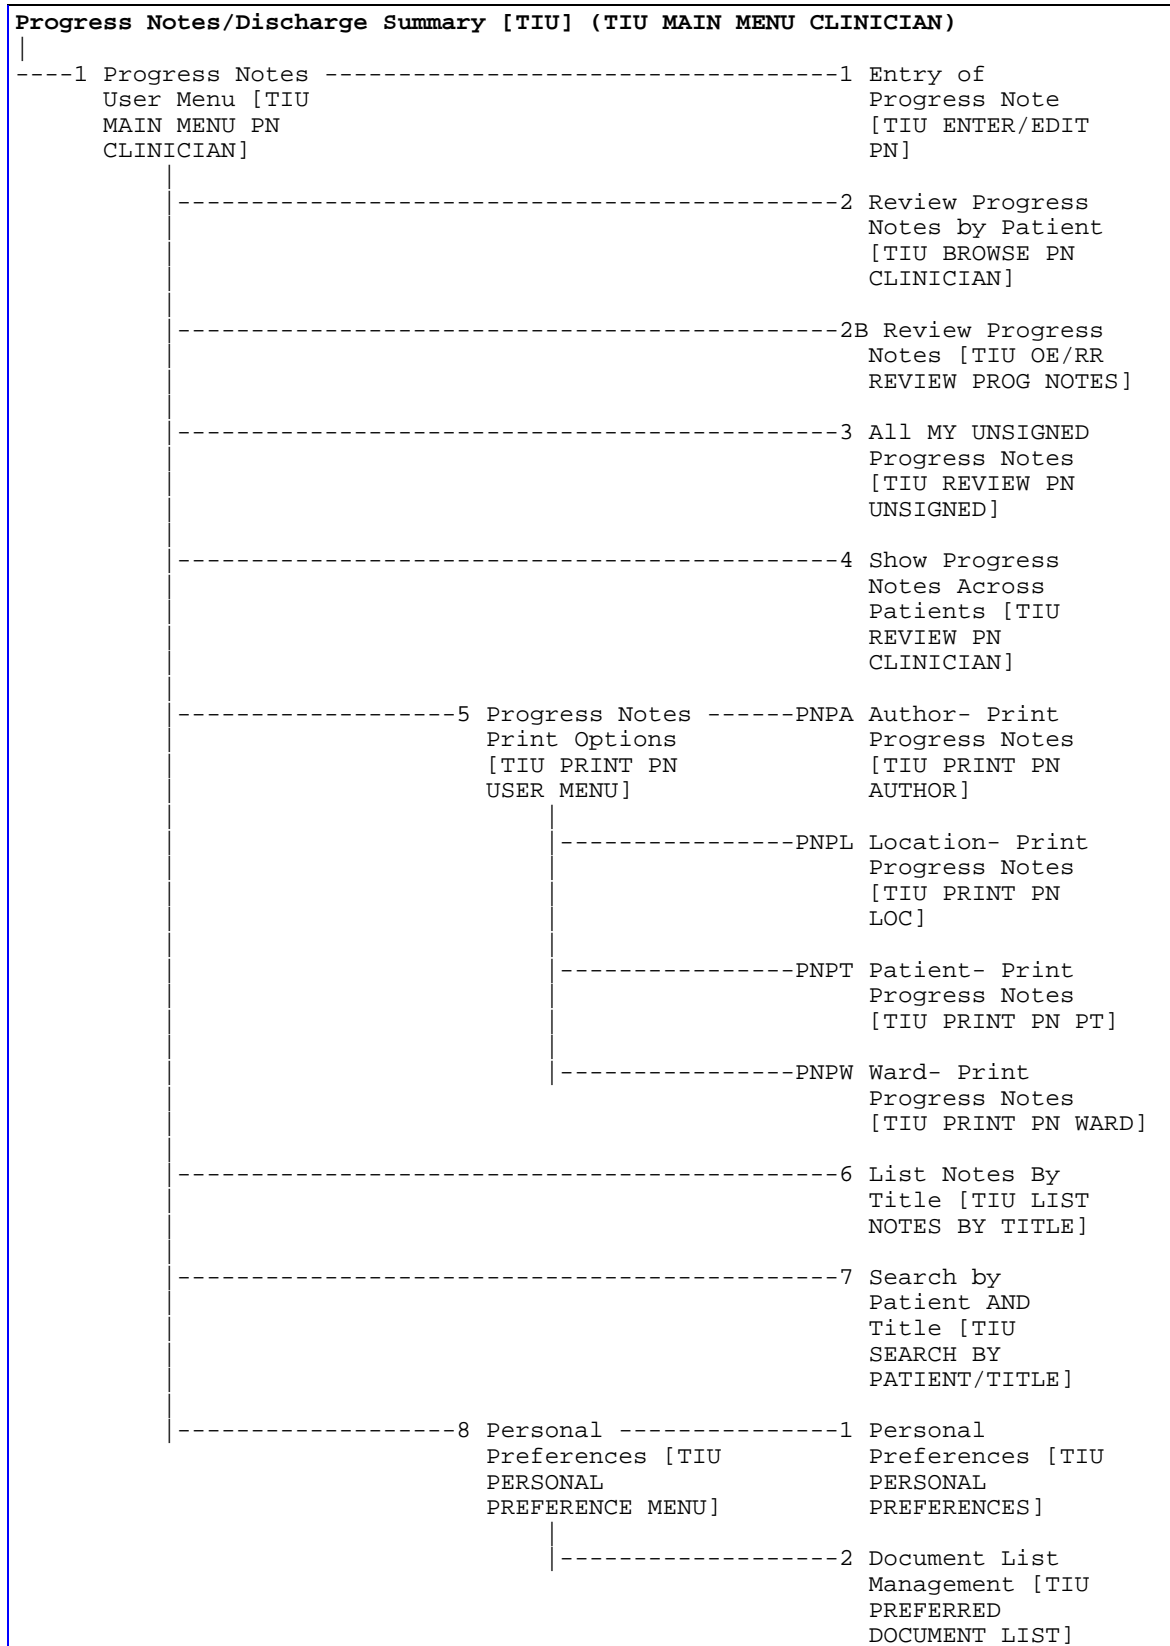 Progress Notes/Discharge Summary [TIU] (TIU MAIN MENU CLINICIAN)
|
----1 Progress Notes -----------------------------------1 Entry of
User Menu [TIU Progress Note
MAIN MENU PN [TIU ENTER/EDIT
CLINICIAN] PN]
|---------------------------------------------2 Review Progress
Notes by Patient
[TIU BROWSE PN
CLINICIAN]
|---------------------------------------------2B Review Progress
Notes [TIU OE/RR
REVIEW PROG NOTES]
|---------------------------------------------3 All MY UNSIGNED
Progress Notes
[TIU REVIEW PN
UNSIGNED]
|---------------------------------------------4 Show Progress
Notes Across
Patients [TIU
REVIEW PN
CLINICIAN]
|-------------------5 Progress Notes ------PNPA Author- Print
Print Options Progress Notes
[TIU PRINT PN [TIU PRINT PN
USER MENU] AUTHOR]
|----------------PNPL Location- Print
Progress Notes
[TIU PRINT PN
LOC]
|----------------PNPT Patient- Print
Progress Notes
[TIU PRINT PN PT]
|----------------PNPW Ward- Print
Progress Notes
[TIU PRINT PN WARD]
|---------------------------------------------6 List Notes By
Title [TIU LIST
NOTES BY TITLE]
|---------------------------------------------7 Search by
Patient AND
Title [TIU
SEARCH BY
PATIENT/TITLE]
|-------------------8 Personal ---------------1 Personal
Preferences [TIU Preferences [TIU
PERSONAL PERSONAL
PREFERENCE MENU] PREFERENCES]
|-------------------2 Document List
Management [TIU
PREFERRED
DOCUMENT LIST]